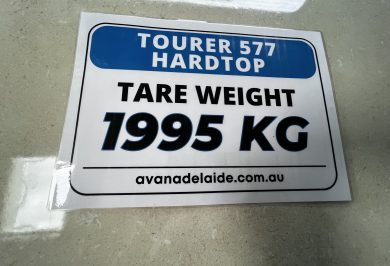 TOURER 577
HARDTOP
TARE WEIGHT
1995 KG
avanadelaide.com.au